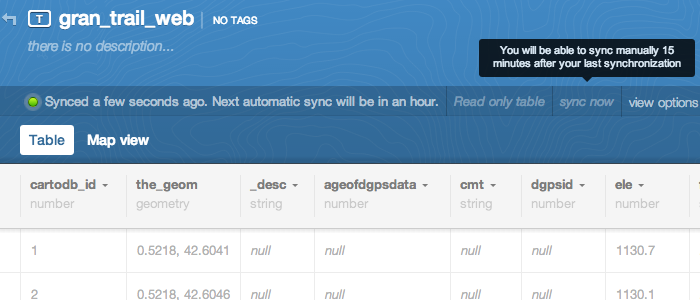 T gran_trail_web NO TAGS
there is no description...
You will be able to sync manually 15
minutes after your last synchronization
Synced a few seconds ago. Next automatic sync will be in an hour. Read only table sync now view options
Table Map view
cartodb_id the_geom _desc ageofdgpsdata cmt dgpsid ele
number geometry string number string number number
1 0.5218, 42.6041 null null null null 1130.7
2 0.5218, 42.6046 null null null null 1130.1